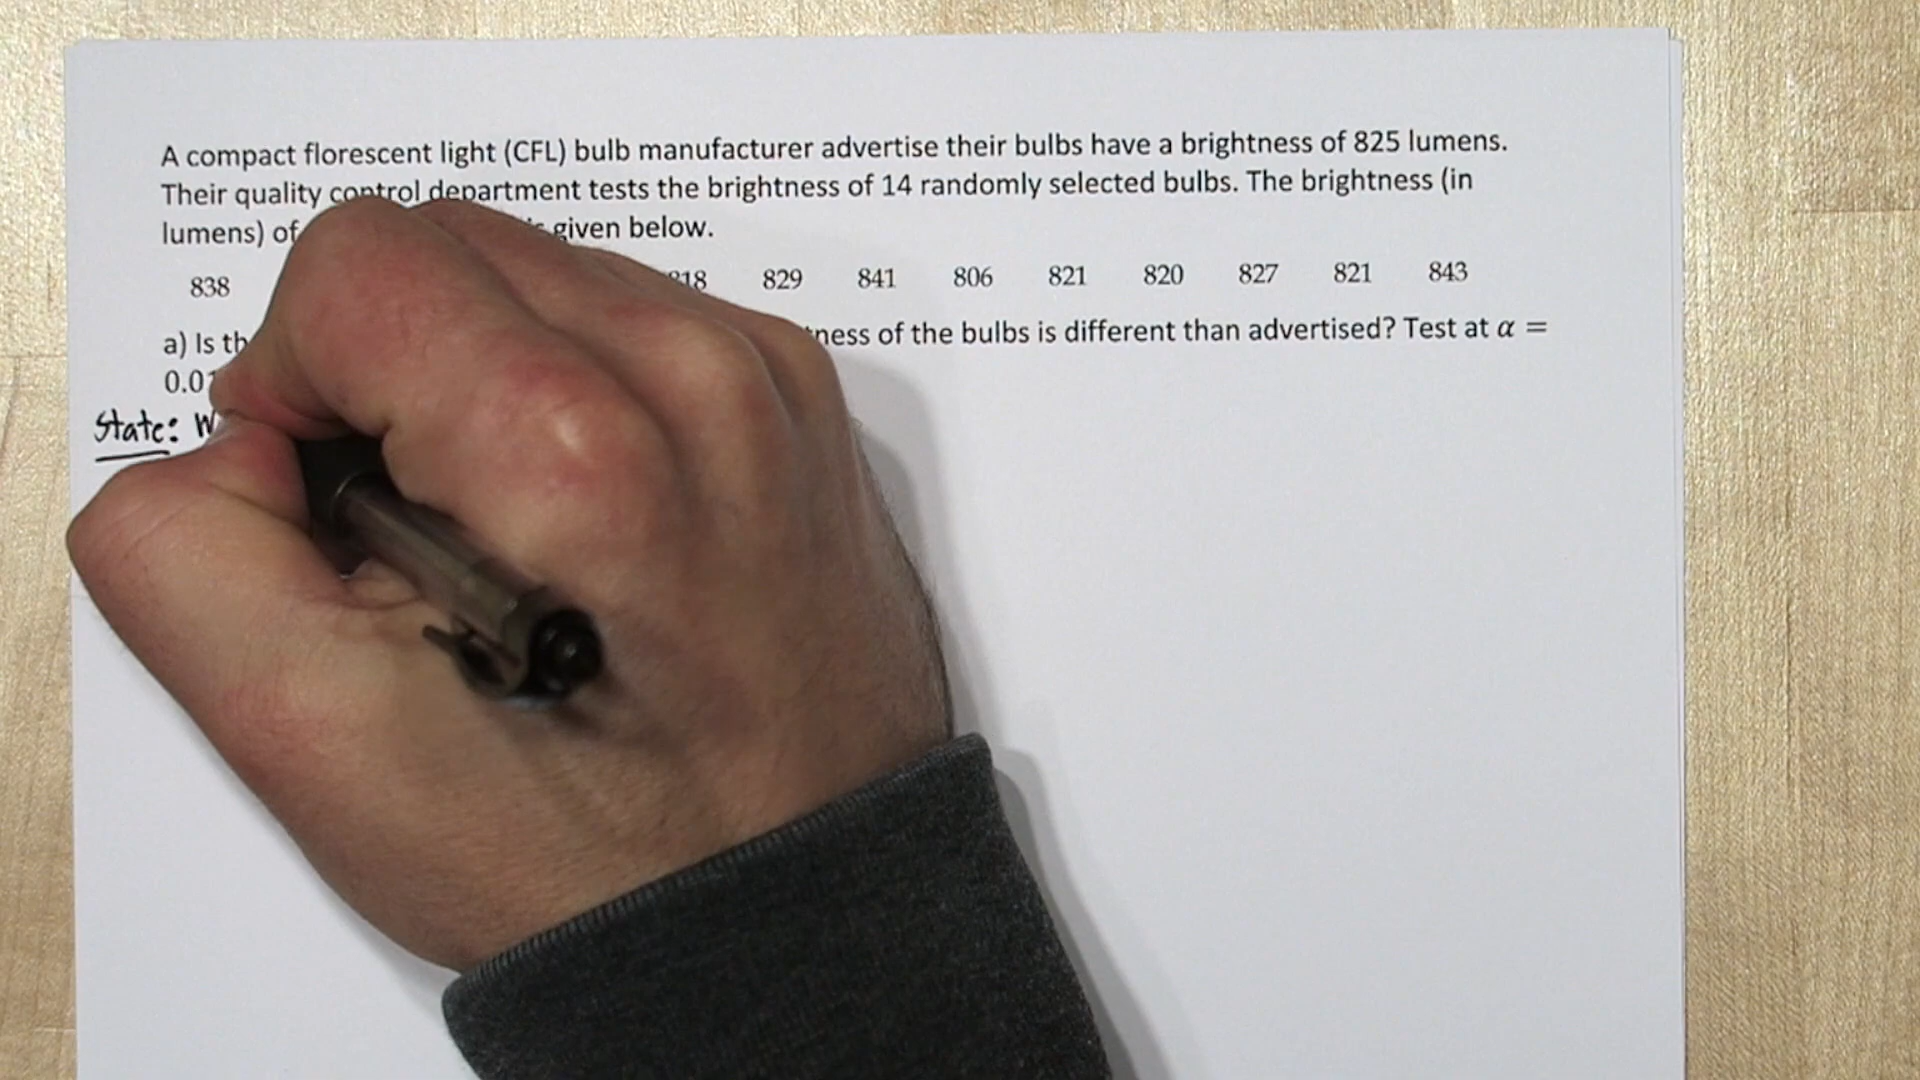 A compact florescent light (CFL) bulb manufacturer advertise their bulbs have a brightness of 825 lumens.
Their quality control department tests the brightness of 14 randomly selected bulbs. The brightness (in
lumens) of given below.
838 818 829 841 806 821 820 827 821 843
a) Is of the bulbs is different than advertised? Test at α =
State: